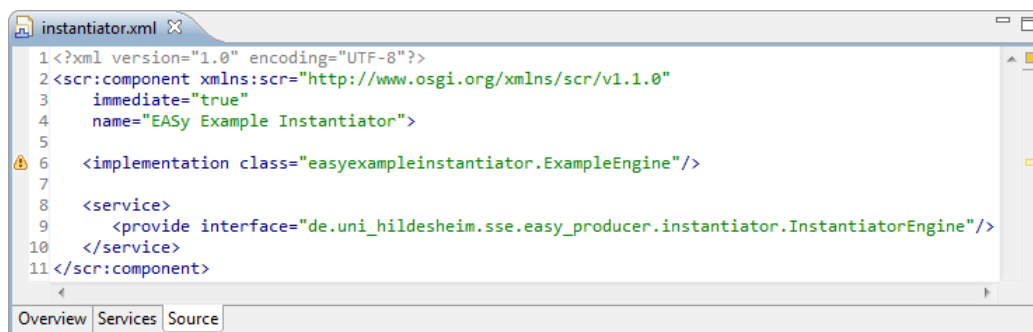 instantiator.xml
1 <?xml version="1.0" encoding="UTF-8"?>
2 <scr:component xmlns:scr="http://www.osgi.org/xmlns/scr/v1.1.0"
3     immediate="true"
4     name="EASy Example Instantiator">
5
6    <implementation class="easyexampleinstantiator.ExampleEngine"/>
7
8    <service>
9       <provide interface="de.uni_hildesheim.sse.easy_producer.instantiator.InstantiatorEngine"/>
10    </service>
11 </scr:component>
Overview Services Source